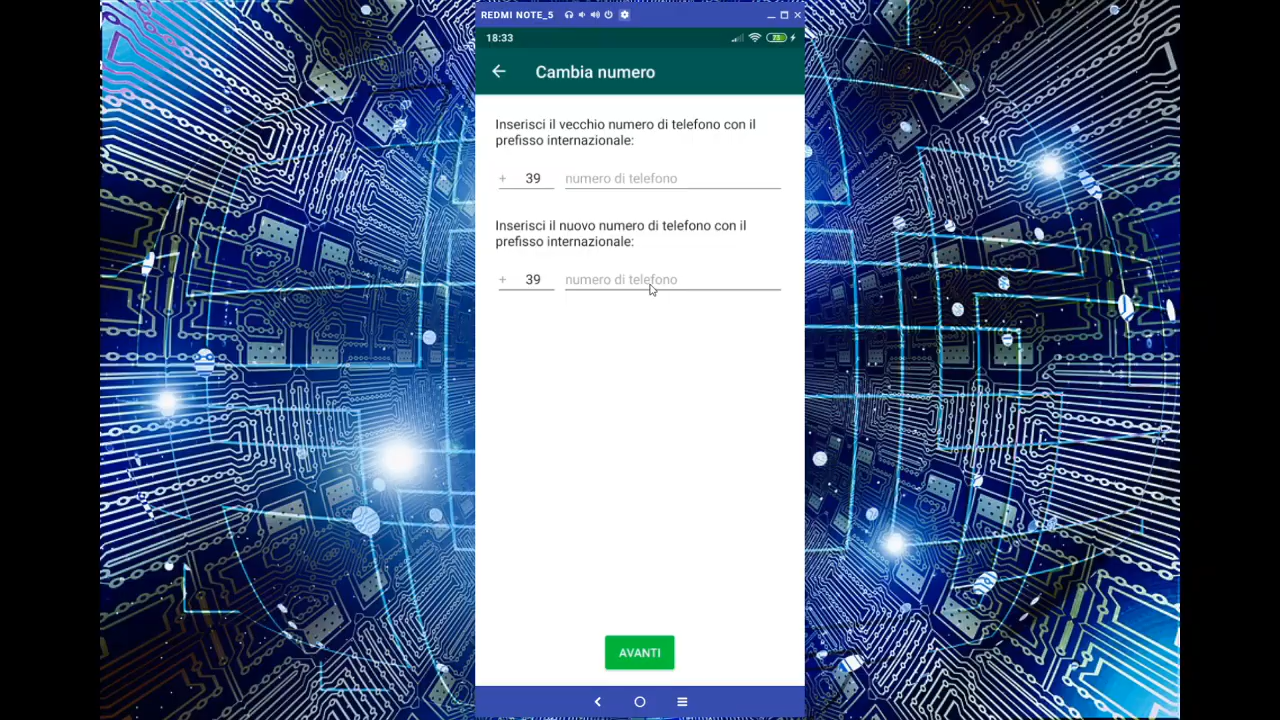 REDMI NOTE_5
18:33
78
Cambia numero
Inserisci il vecchio numero di telefono con il
prefisso internazionale:
+ 39 numero di telefono
Inserisci il nuovo numero di telefono con il
prefisso internazionale:
+ 39 numero di telefono
AVANTI